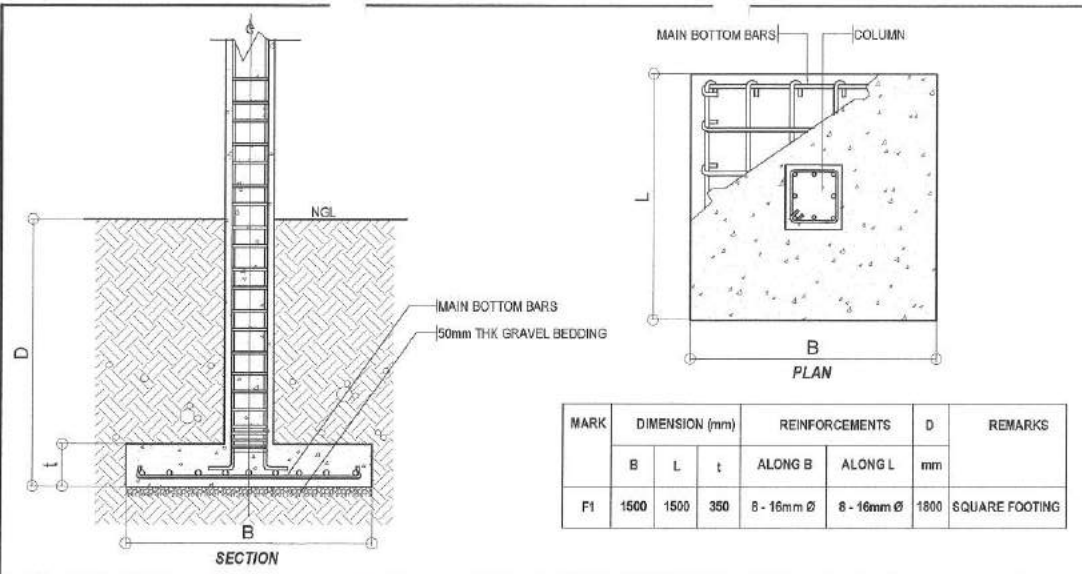 NGL
D
t
MAIN BOTTOM BARS
50mm THK GRAVEL BEDDING
B
SECTION
MAIN BOTTOM BARS
COLUMN
L
B
PLAN
MARK DIMENSION (mm) REINFORCEMENTS D REMARKS
B L t ALONG B ALONG L mm
F1 1500 1500 350 8 - 16mm Ø 8 - 16mm Ø 1800 SQUARE FOOTING